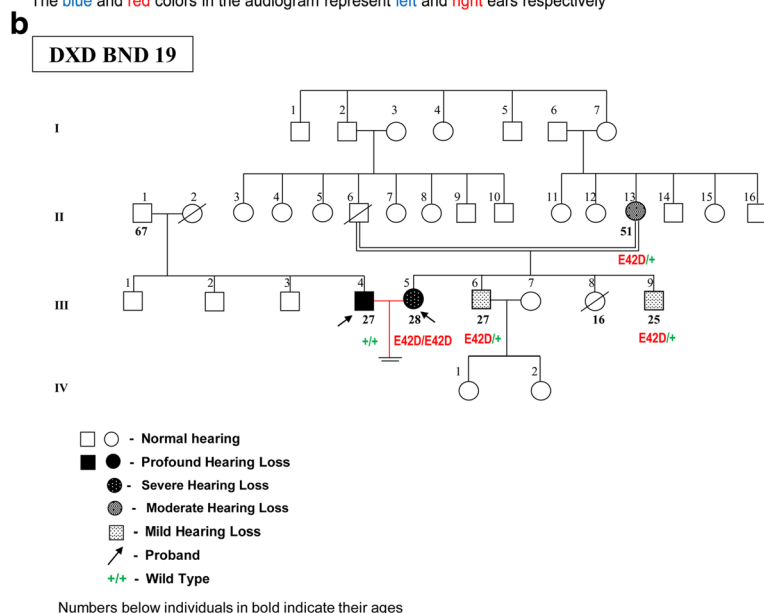 The blue and red colors in the audiogram represent left and right ears respectively
b
DXD BND 19
1 2 3 4 5 6 7
I
1 2 3 4 5 6 7 8 9 10 11 12 13 14 15 16
II
67 51
E42D/+
1 2 3 4 5 6 7 8 9
III
27 28 27 16 25
+/+ E42D/E42D E42D/+ E42D/+
1 2
IV
- Normal hearing
- Profound Hearing Loss
- Severe Hearing Loss
- Moderate Hearing Loss
- Mild Hearing Loss
- Proband
+/+ - Wild Type
Numbers below individuals in bold indicate their ages